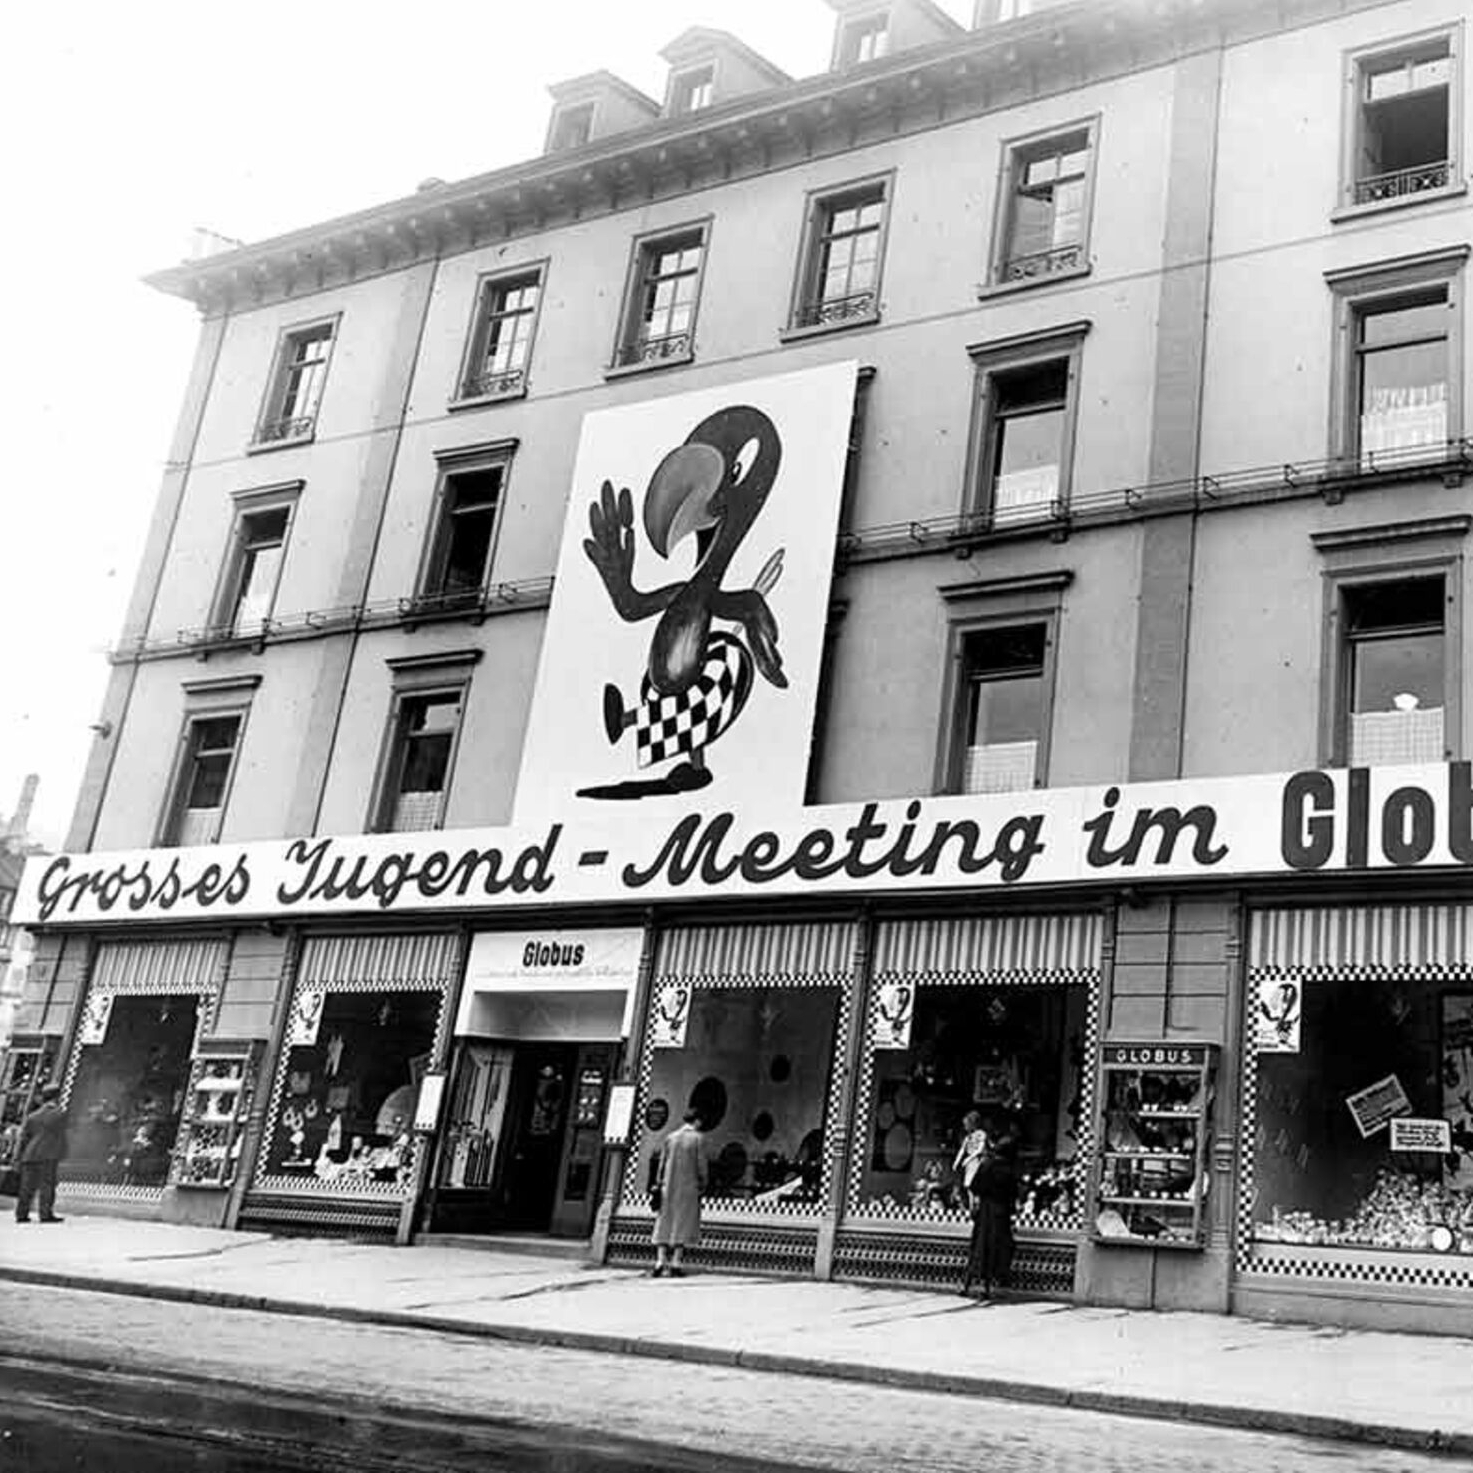 Grosses Jugend - Meeting im Glob
Globus
GLOBUS